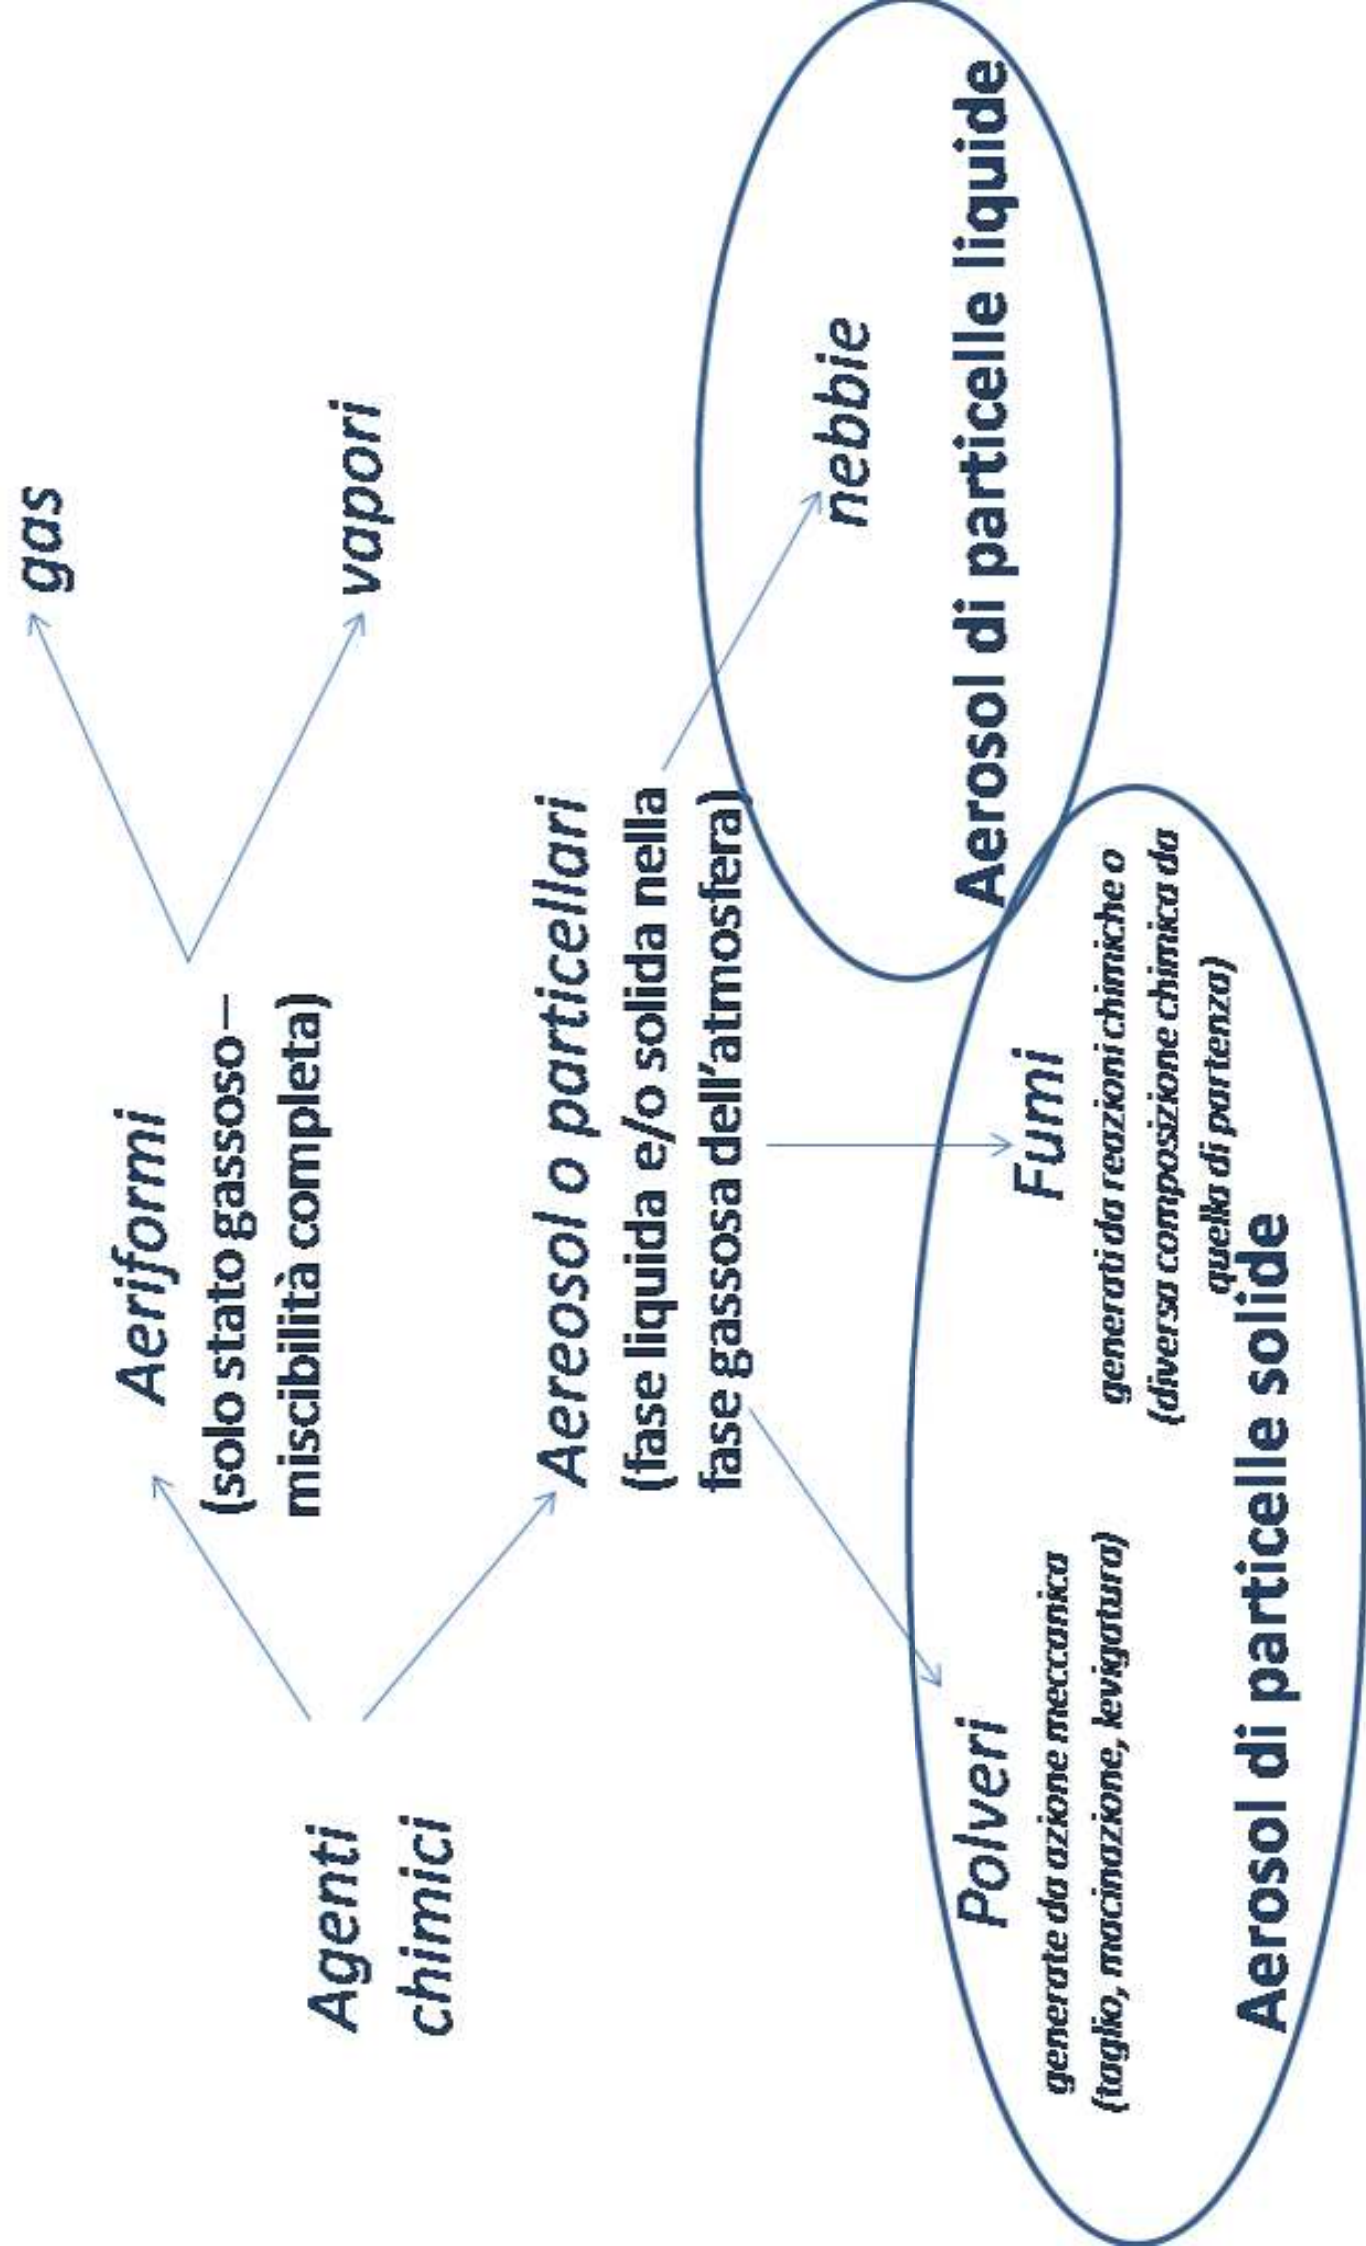 gas
Aeriformi
(solo stato gassoso–
miscibilità completa)
vapori
Agenti
chimici
Aereosol o particellari
(fase liquida e/o solida nella
fase gassosa dell'atmosfera)
nebbie
Aerosol di particelle liquide
Polveri
generate da azione meccanica
(taglio, macinazione, levigatura)
Fumi
generati da reazioni chimiche o
(diversa composizione chimica da
quella di partenza)
Aerosol di particelle solide